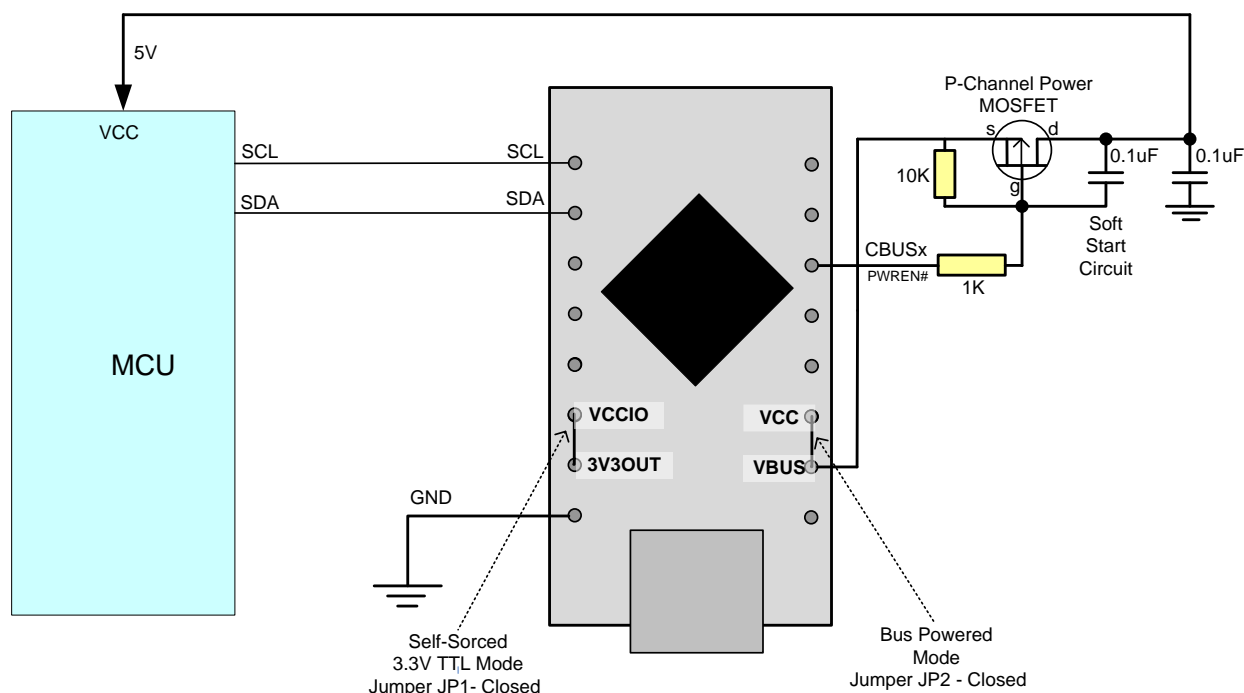 5V
P-Channel Power
MOSFET
VCC
s
d
SCL
SCL
0.1uF
0.1uF
10K
g
SDA
SDA
Soft
Start
Circuit
CBUSx
PWREN#
1K
MCU
VCCIO
VCC
3V3OUT
VBUS
GND
Self-Sorced
3.3V TTL Mode
Jumper JP1- Closed
Bus Powered
Mode
Jumper JP2 - Closed